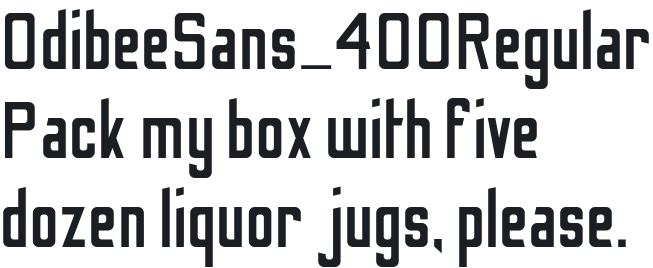 OdibeeSans_400Regular
Pack my box with five
dozen liquor jugs, please.